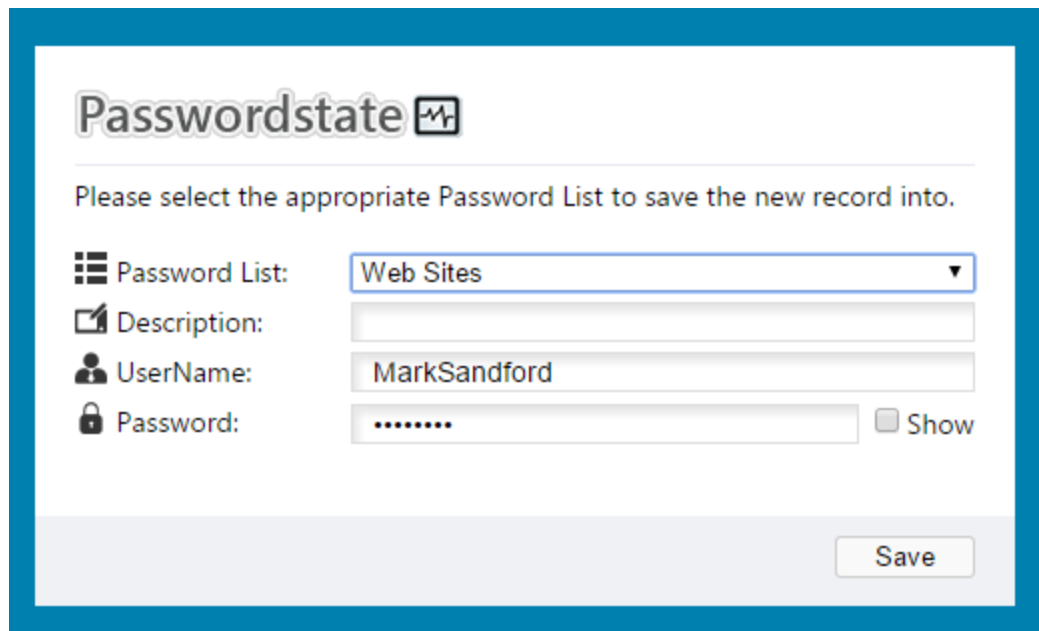 Passwordstate
Please select the appropriate Password List to save the new record into.
Password List: Web Sites
Description:
UserName: MarkSandford
Password: ••••••••
Show
Save